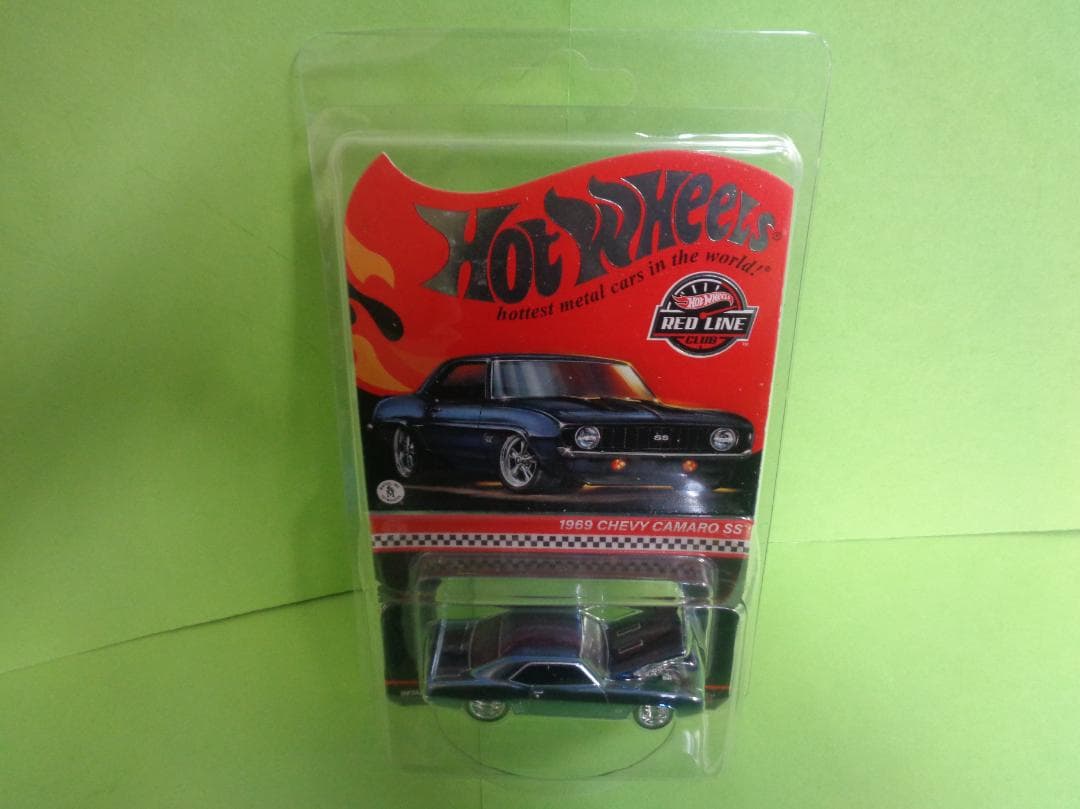 Hot Wheels®
hottest metal cars in the world!®
Hot Wheels
RED LINE
CLUB
SS
1969 CHEVY CAMARO SS